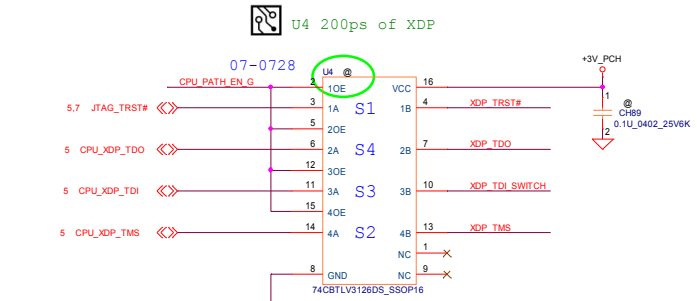 U4 200ps of XDP
07-0728
U4 @
+3V_PCH
CPU_PATH_EN_G 2 1OE VCC 16
1
@
CH89
0.1U_0402_25V6K
2
5.7 JTAG_TRST# 3 1A S1 1B 4 XDP_TRST#
5 2OE
5 CPU_XDP_TDO 6 2A S4 2B 7 XDP_TDO
12 3OE
5 CPU_XDP_TDI 11 3A S3 3B 10 XDP_TDI_SWITCH
15 4OE
5 CPU_XDP_TMS 14 4A S2 4B 13 XDP_TMS
NC 1
8 GND NC 9
74CBTLV3126DS_SSOP16